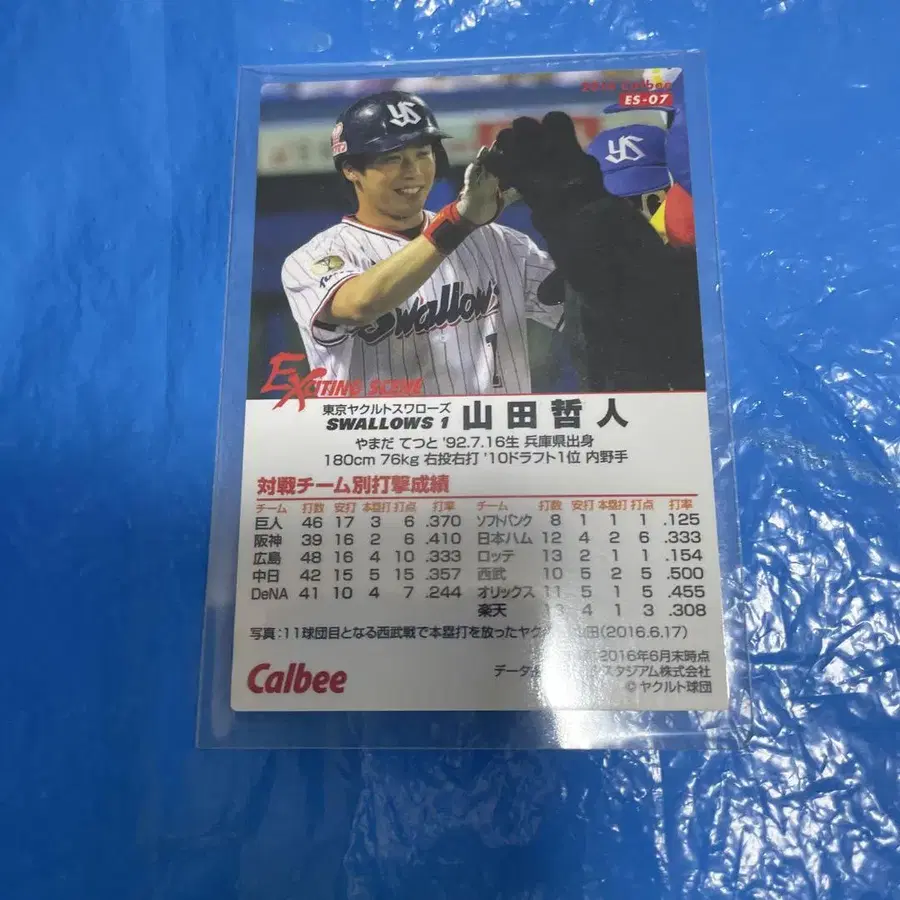 ES-07
YS
YS
Swallows
1
EXCITING SCENE
東京ヤクルトスワローズ
SWALLOWS 1 山田哲人
やまだ てつと '92.7.16生 兵庫県出身
180cm 76kg 右投右打 '10ドラフト1位 内野手
対戦チーム別打撃成績
チーム 打数 安打 本塁打 打点 打率 チーム 打数 安打 本塁打 打点 打率
巨人 46 17 3 6 .370 ソフトバンク 8 1 1 1 .125
阪神 39 16 2 6 .410 日本ハム 12 4 2 6 .333
広島 48 16 4 10 .333 ロッテ 13 2 1 1 .154
中日 42 15 5 15 .357 西武 10 5 2 5 .500
DeNA 41 10 4 7 .244 オリックス 11 5 1 5 .455
楽天 4 1 3 .308
写真:11球団目となる西武戦で本塁打を放ったヤク 田(2016.6.17)
2016年6月末時点
データ スタジアム株式会社
Calbee
©ヤクルト球団